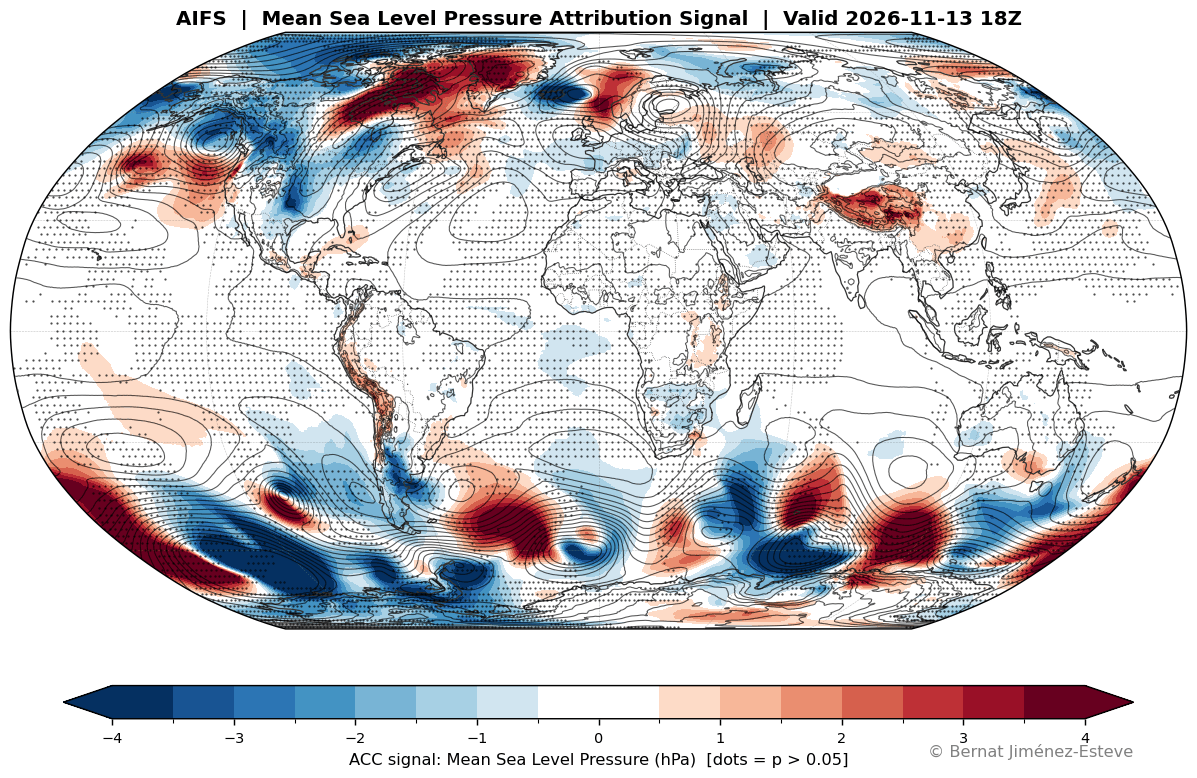 AIFS | Mean Sea Level Pressure Attribution Signal | Valid 2026-11-13 18Z
−4 −3 −2 −1 0 1 2 3 4
ACC signal: Mean Sea Level Pressure (hPa) [dots = p > 0.05]
© Bernat Jiménez-Esteve